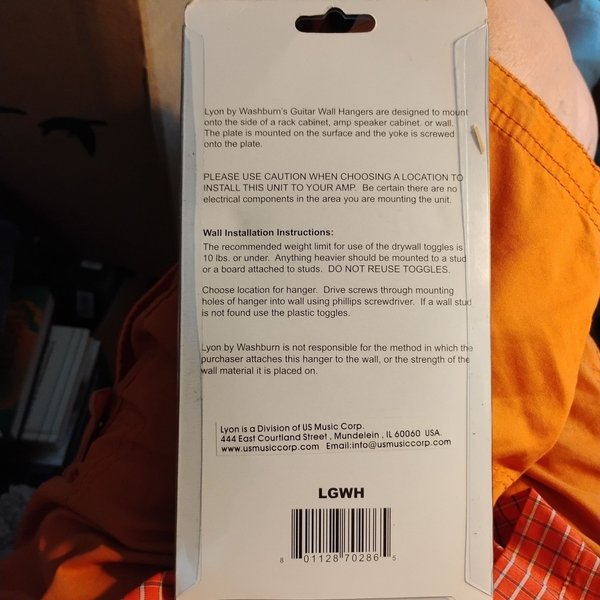 Lyon by Washburn's Guitar Wall Hangers are designed to mount
onto the side of a rack cabinet, amp speaker cabinet. or wall.
The plate is mounted on the surface and the yoke is screwed
onto the plate.
PLEASE USE CAUTION WHEN CHOOSING A LOCATION TO
INSTALL THIS UNIT TO YOUR AMP. Be certain there are no
electrical components in the area you are mounting the unit.
Wall Installation Instructions:
The recommended weight limit for use of the drywall toggles is
10 lbs. or under. Anything heavier should be mounted to a stud
or a board attached to studs. DO NOT REUSE TOGGLES.
Choose location for hanger. Drive screws through mounting
holes of hanger into wall using phillips screwdriver. If a wall stud
is not found use the plastic toggles.
Lyon by Washburn is not responsible for the method in which the
purchaser attaches this hanger to the wall, or the strength of the
wall material it is placed on.
Lyon is a Division of US Music Corp.
444 East Courtland Street , Mundelein , IL 60060 USA.
www.usmusiccorp.com Email:info@usmusiccorp.com
LGWH
8 01128 70286 5